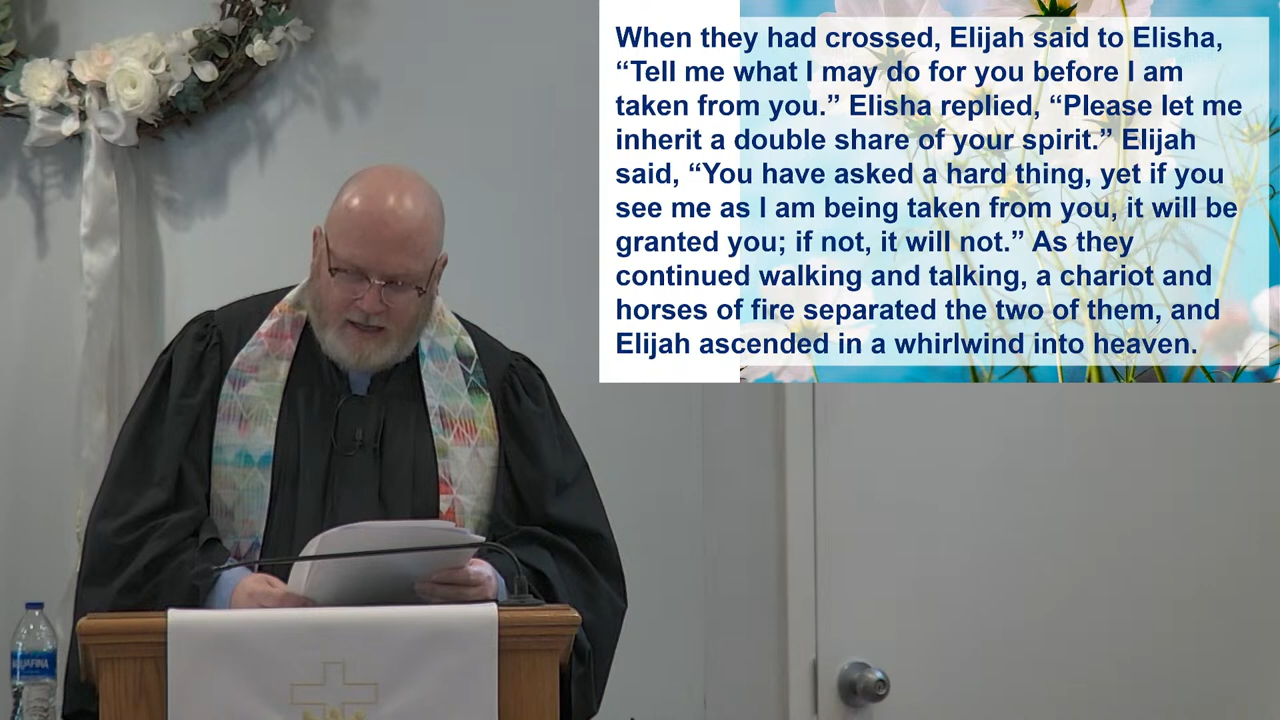 When they had crossed, Elijah said to Elisha,
“Tell me what I may do for you before I am
taken from you.” Elisha replied, “Please let me
inherit a double share of your spirit.” Elijah
said, “You have asked a hard thing, yet if you
see me as I am being taken from you, it will be
granted you; if not, it will not.” As they
continued walking and talking, a chariot and
horses of fire separated the two of them, and
Elijah ascended in a whirlwind into heaven.
AQUAFINA